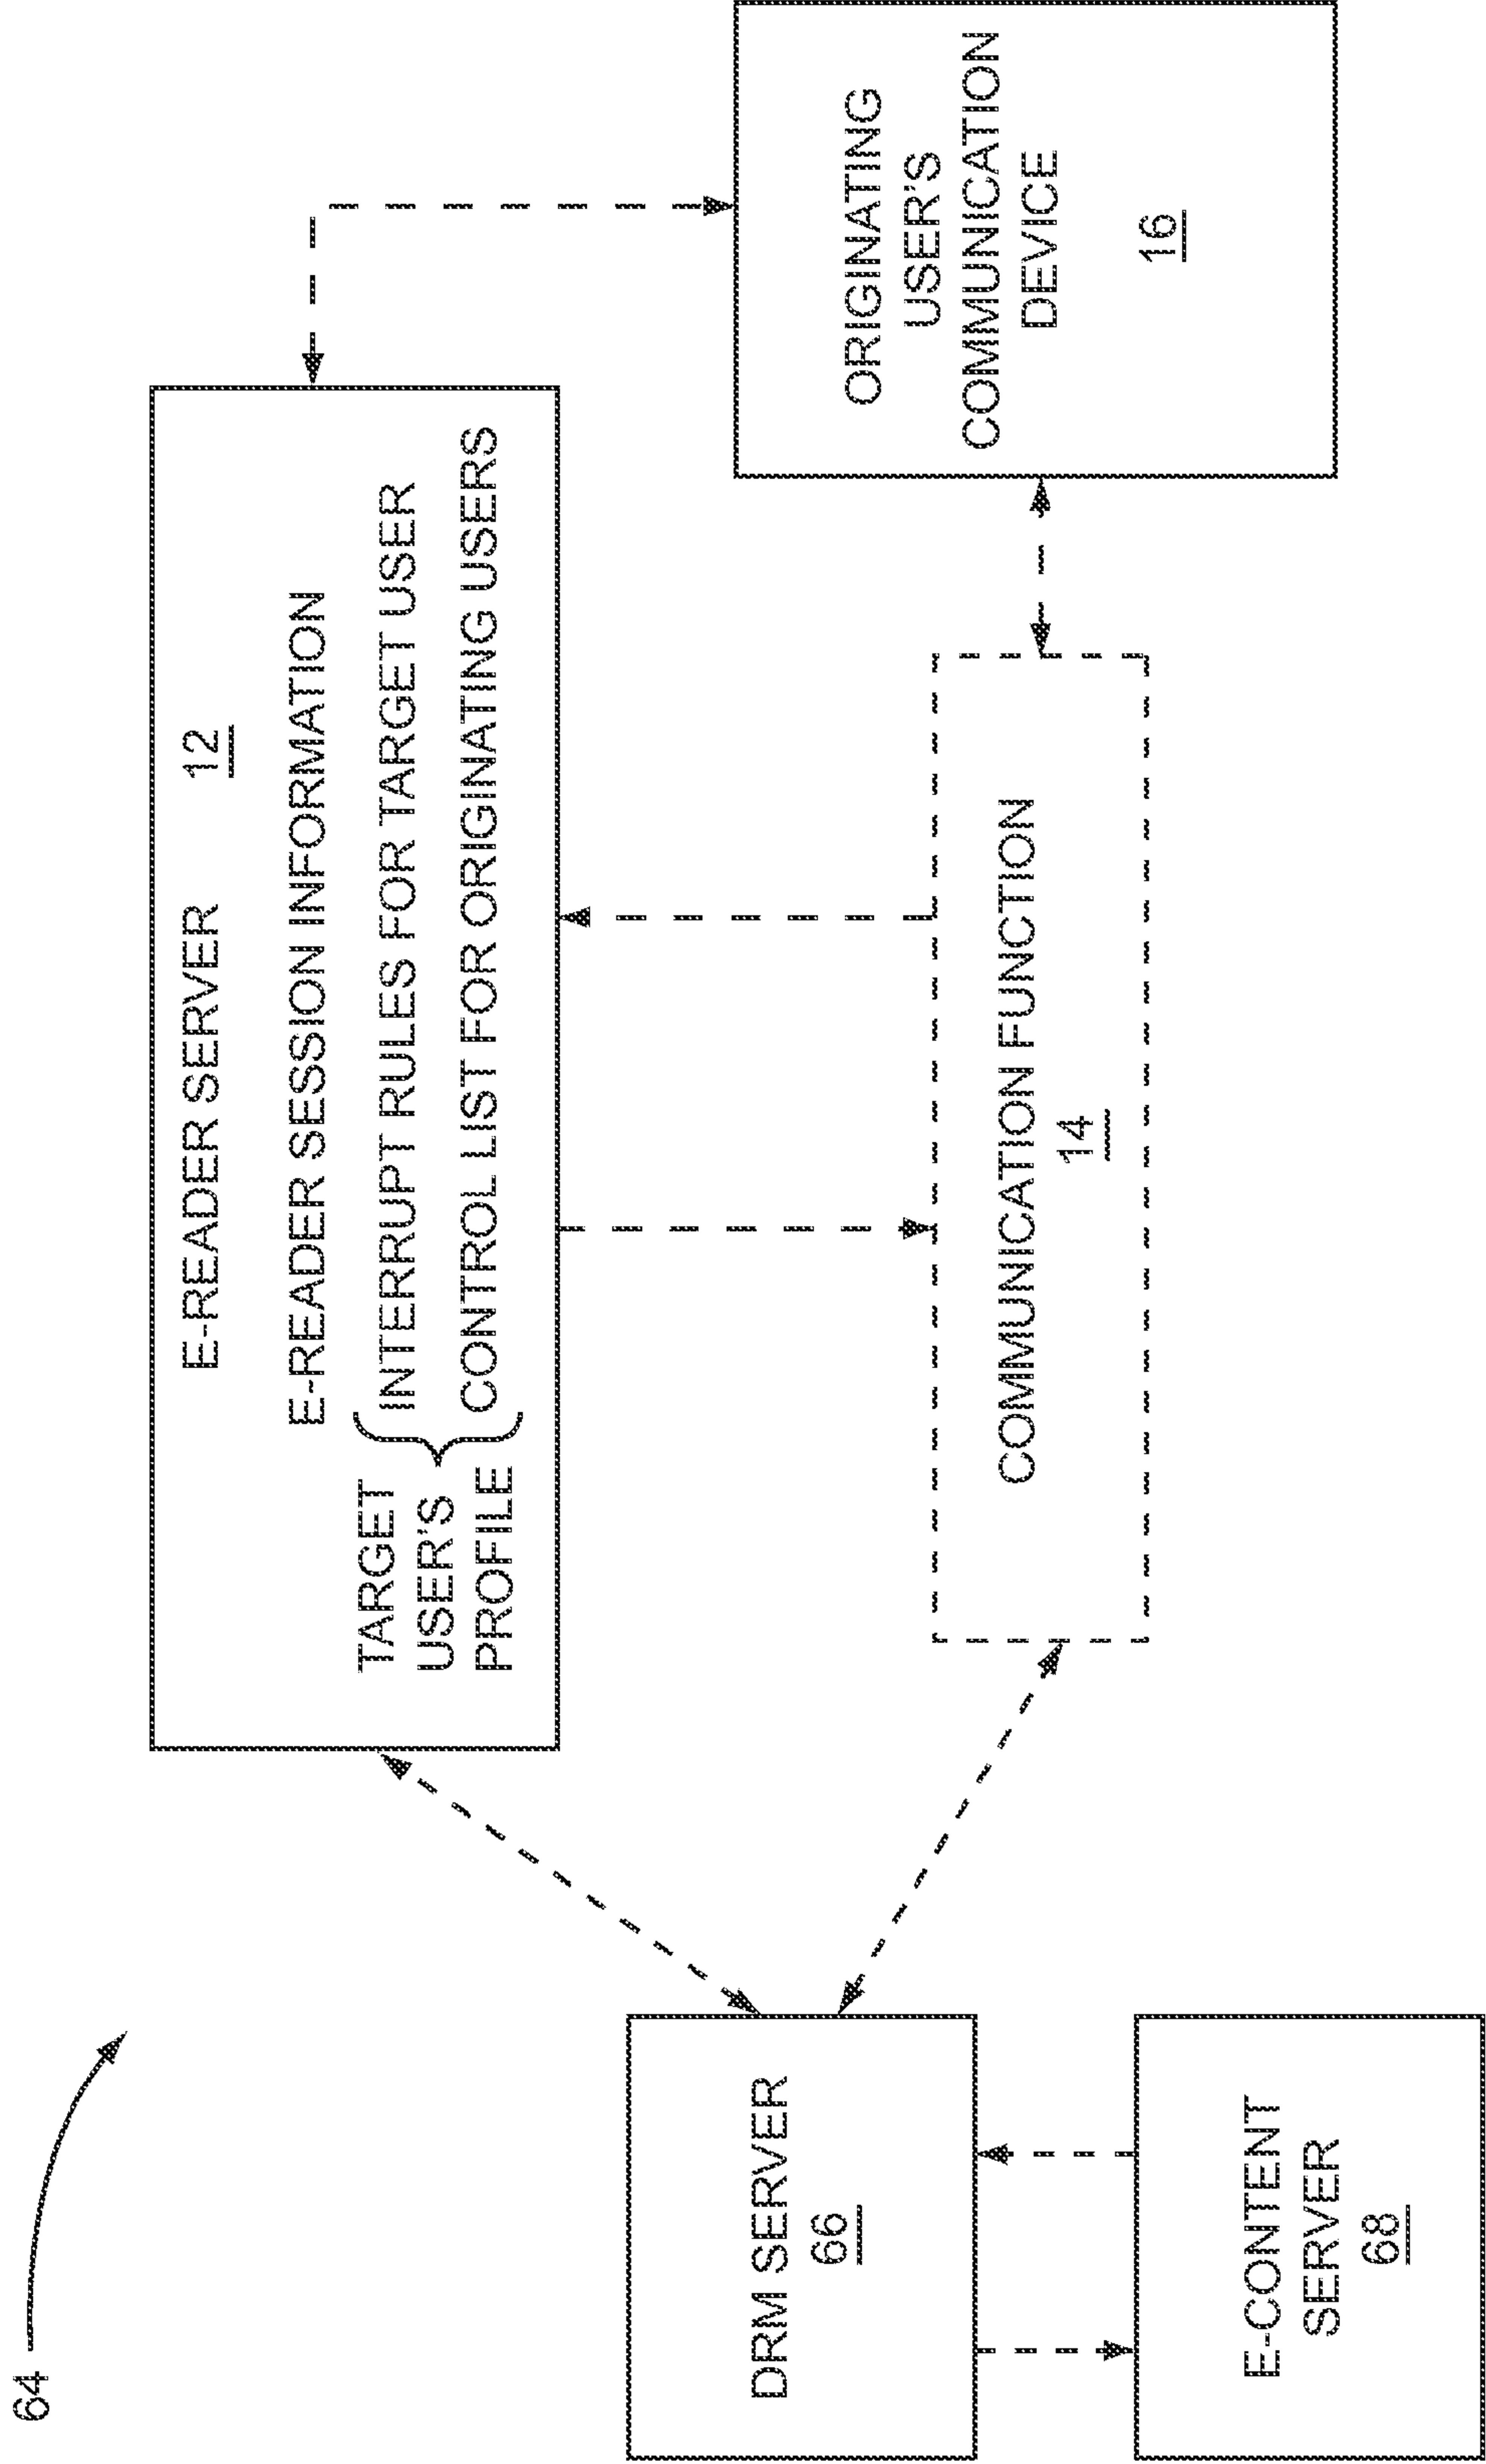 64
E-READER SERVER 12
E-READER SESSION INFORMATION
TARGET
USER'S
PROFILE
INTERRUPT RULES FOR TARGET USER
CONTROL LIST FOR ORIGINATING USERS
DRM SERVER
66
COMMUNICATION FUNCTION
14
ORIGINATING
USER'S
COMMUNICATION
DEVICE
16
E-CONTENT
SERVER
68